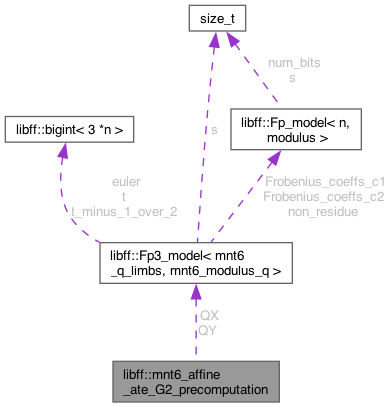 size_t
num_bits
s
libff::bigint< 3 *n >
s
libff::Fp_model< n,
modulus >
euler
t
t_minus_1_over_2
Frobenius_coeffs_c1
Frobenius_coeffs_c2
non_residue
libff::Fp3_model< mnt6
_q_limbs, mnt6_modulus_q >
QX
QY
libff::mnt6_affine
_ate_G2_precomputation